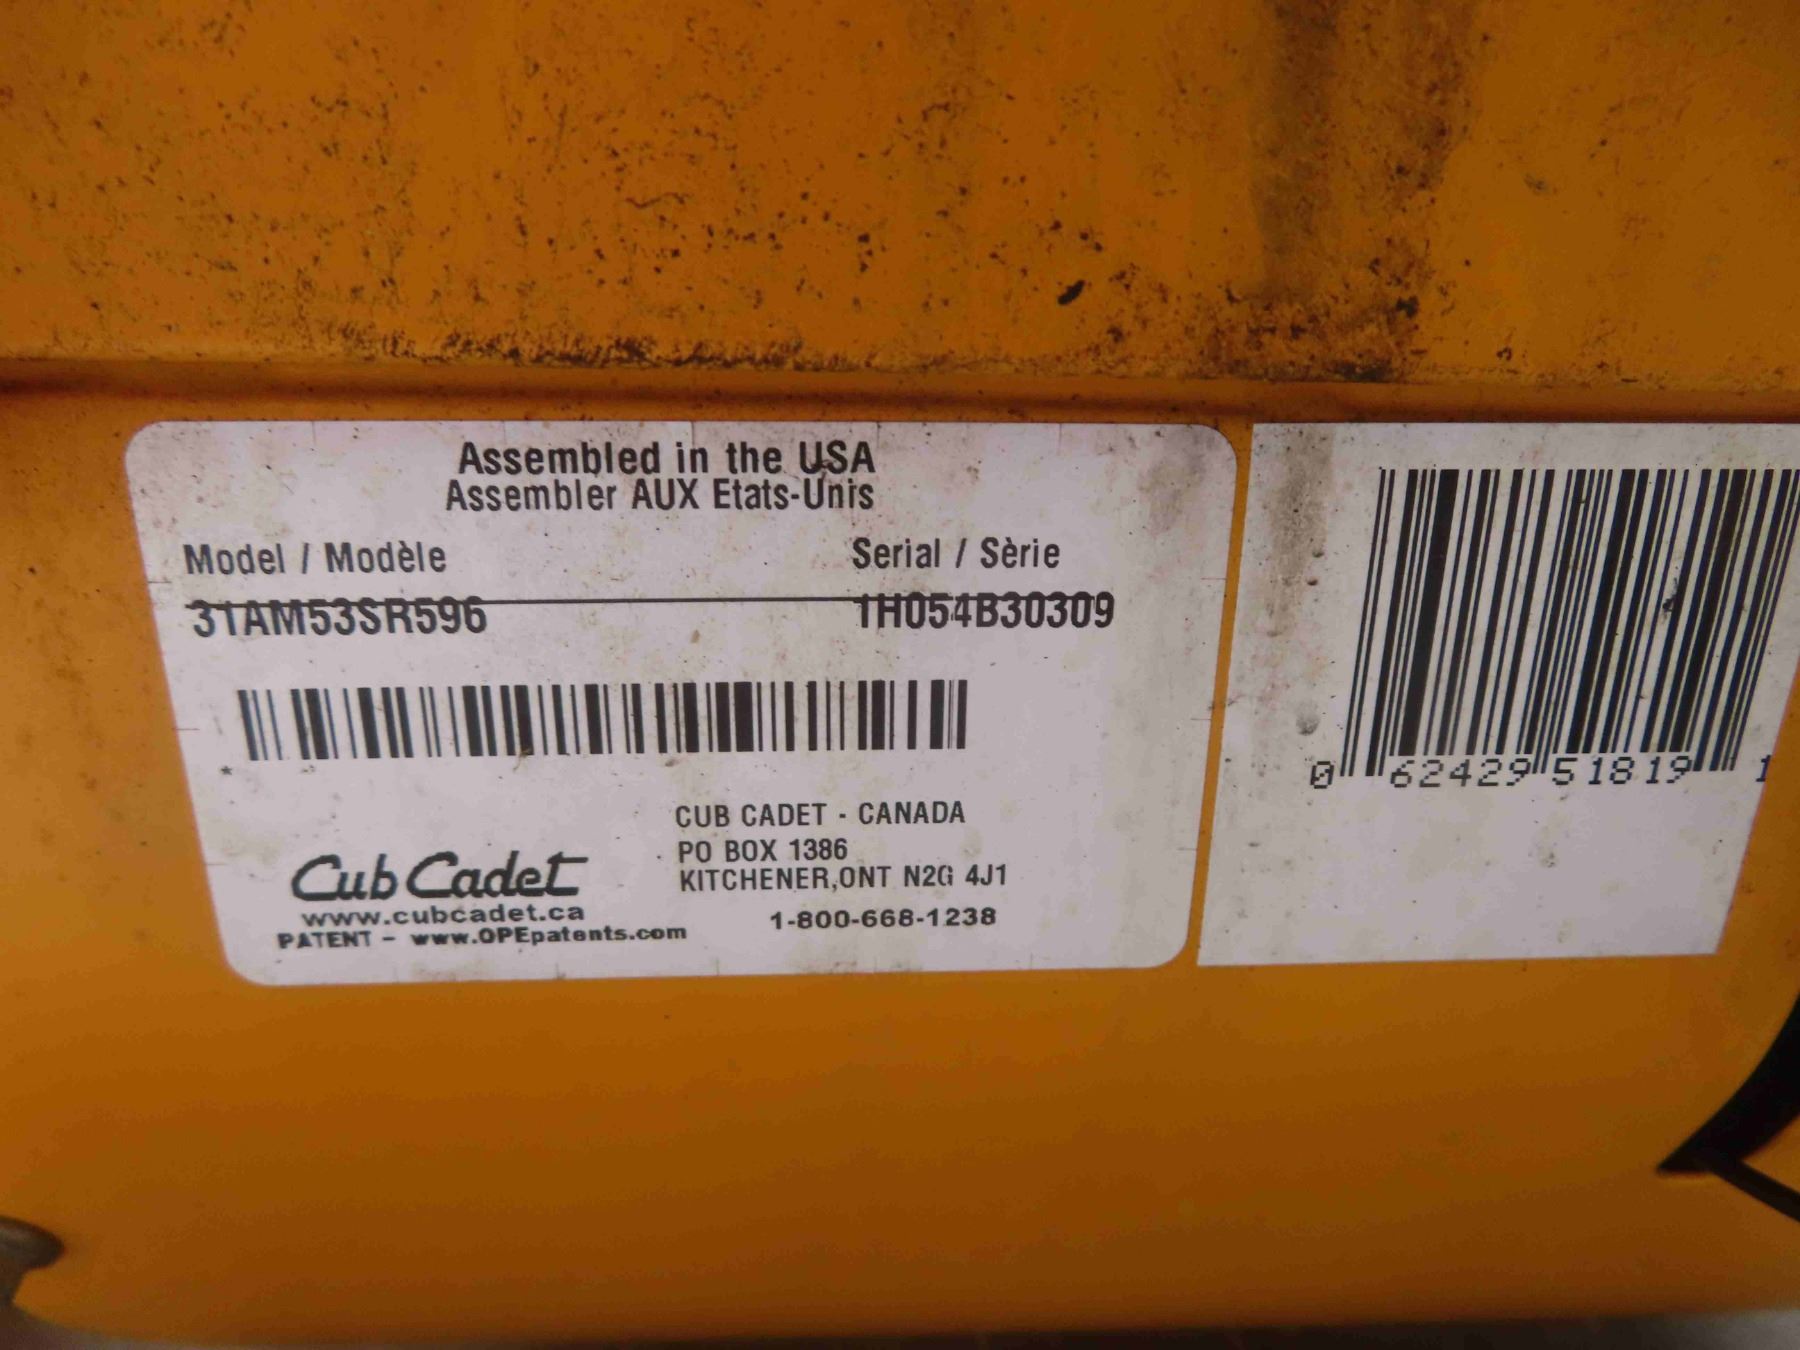 Assembled in the USA
Assembler AUX Etats-Unis
Model / Modèle Serial / Sèrie
31AM53SR596 1H054B30309
*
Cub Cadet
www.cubcadet.ca
PATENT - www.OPEpatents.com
CUB CADET - CANADA
PO BOX 1386
KITCHENER,ONT N2G 4J1
1-800-668-1238
0 62429 51819 1